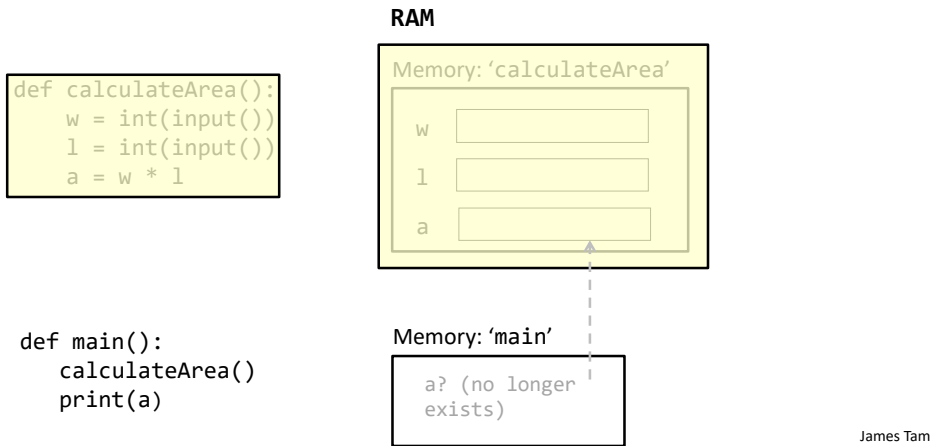 RAM
def calculateArea():
    w = int(input())
    l = int(input())
    a = w * l
Memory: ‘calculateArea’
w
l
a
def main():
   calculateArea()
   print(a)
Memory: ‘main’
a? (no longer
exists)
James Tam